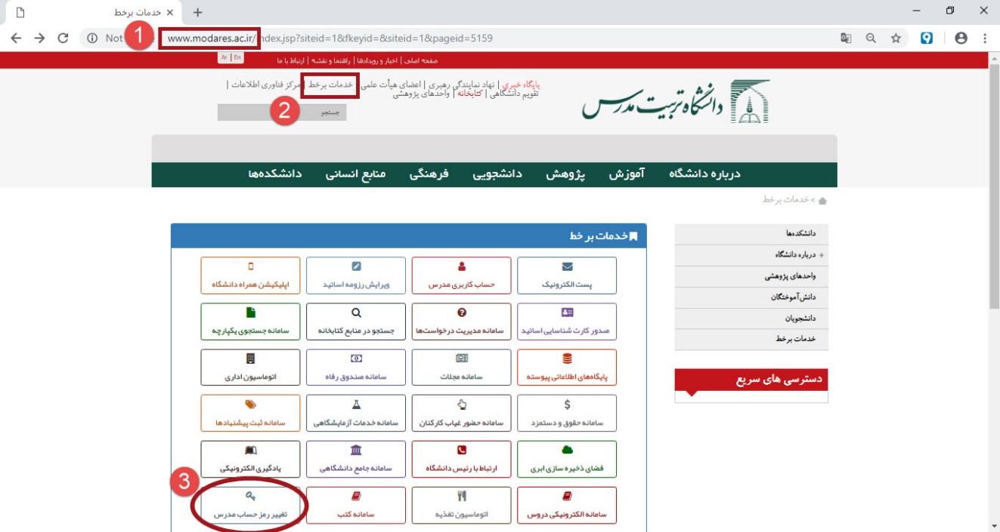 خدمات برخط
Not
www.modares.ac.ir/index.jsp?siteid=1&fkeyid=&siteid=1&pageid=5159
1
صفحه اصلی | اخبار و رویدادها | راهنما و نقشه | ارتباط با ما
Ar | En
پایگاه خبری | نهاد نمایندگی رهبری | اعضای هیأت علمی | خدمات برخط | مرکز فناوری اطلاعات |
تقویم دانشگاهی | کتابخانه | واحدهای پژوهشی
جستجو
2
دانشگاه تربیت مدرس
درباره دانشگاه آموزش پژوهش دانشجویی فرهنگی منابع انسانی دانشکده‌ها
> خدمات برخط
دانشکده‌ها
درباره دانشگاه +
واحدهای پژوهشی
دانش‌آموختگان
دانشجویان
خدمات برخط
دسترسی های سریع
خدمات بر خط
پست الکترونیک
حساب کاربری مدرس
ویرایش رزومه اساتید
اپلیکیشن همراه دانشگاه
صدور کارت شناسایی اساتید
سامانه مدیریت درخواست‌ها
جستجو در منابع کتابخانه
سامانه جستجوی یکپارچه
پایگاه‌های اطلاعاتی پیوسته
سامانه مجلات
سامانه صندوق رفاه
اتوماسیون اداری
سامانه حقوق و دستمزد
سامانه حضور غیاب کارکنان
سامانه خدمات آزمایشگاهی
سامانه ثبت پیشنهادها
فضای ذخیره سازی ابری
ارتباط با رئیس دانشگاه
سامانه جامع دانشگاهی
یادگیری الکترونیکی
سامانه الکترونیکی دروس
اتوماسیون تغذیه
سامانه کتب
تغییر رمز حساب مدرس
3